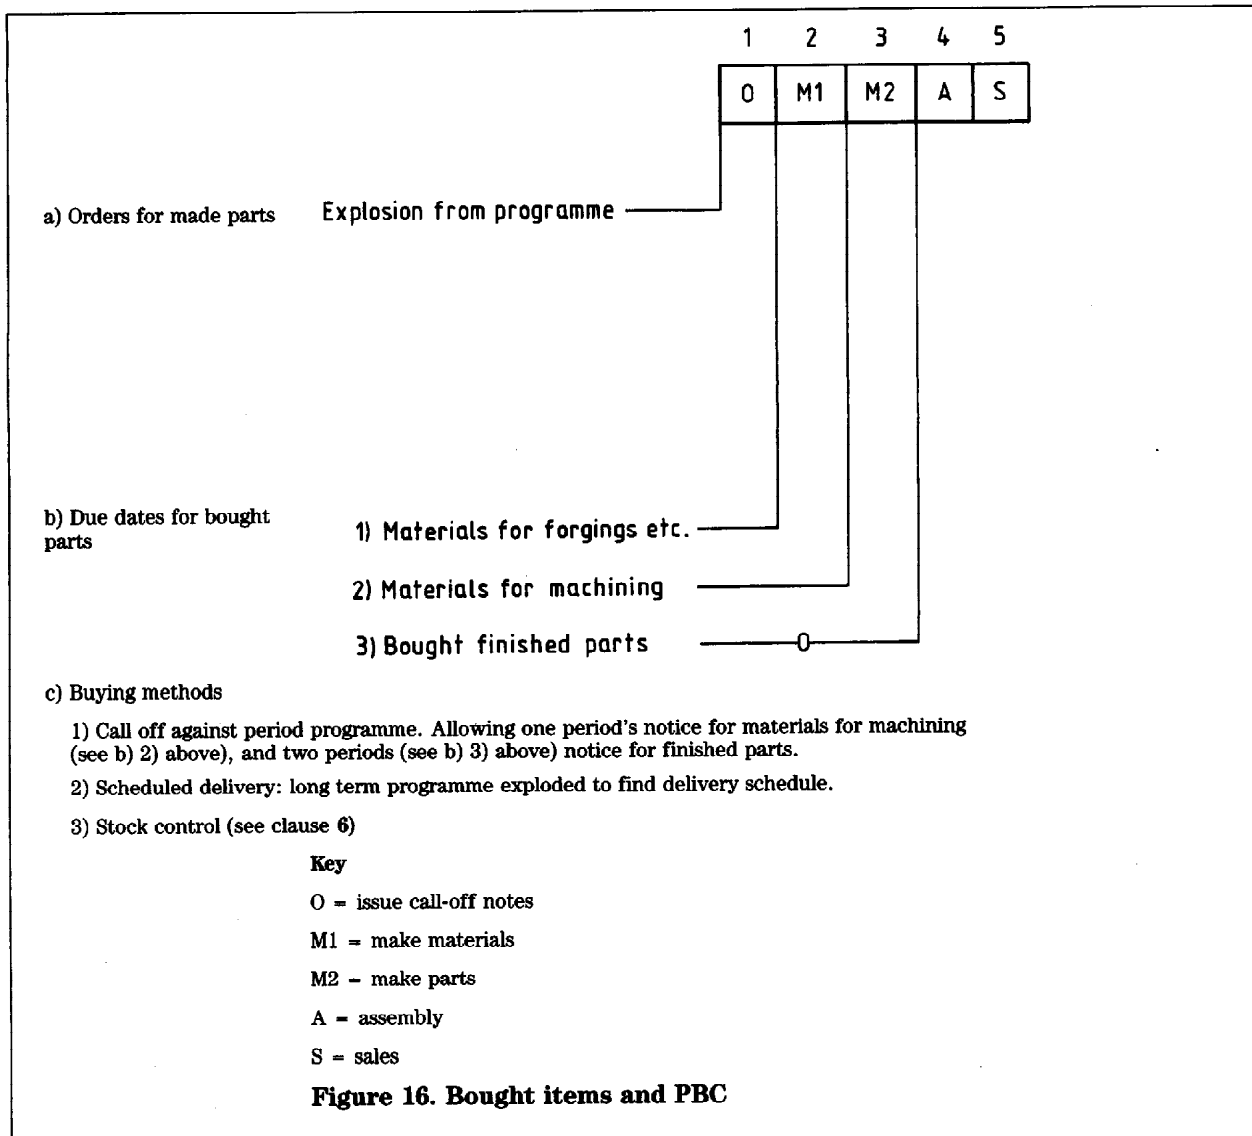 1 2 3 4 5
O M1 M2 A S
a) Orders for made parts Explosion from programme
b) Due dates for bought
parts
1) Materials for forgings etc.
2) Materials for machining
3) Bought finished parts
O
c) Buying methods
1) Call off against period programme. Allowing one period's notice for materials for machining
(see b) 2) above), and two periods (see b) 3) above) notice for finished parts.
2) Scheduled delivery: long term programme exploded to find delivery schedule.
3) Stock control (see clause 6)
Key
O = issue call-off notes
M1 = make materials
M2 – make parts
A = assembly
S = sales
Figure 16. Bought items and PBC